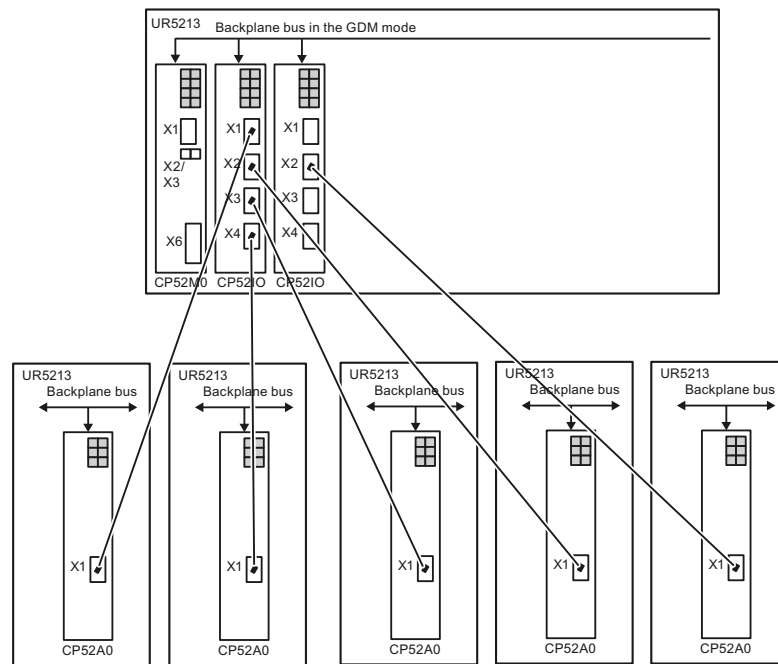 UR5213
Backplane bus in the GDM mode
X1
X2/
X3
X6
CP52M0
X1
X2
X3
X4
CP52IO
X1
X2
X3
X4
CP52IO
UR5213
Backplane bus
X1
CP52A0
UR5213
Backplane bus
X1
CP52A0
UR5213
Backplane bus
X1
CP52A0
UR5213
Backplane bus
X1
CP52A0
UR5213
Backplane bus
X1
CP52A0